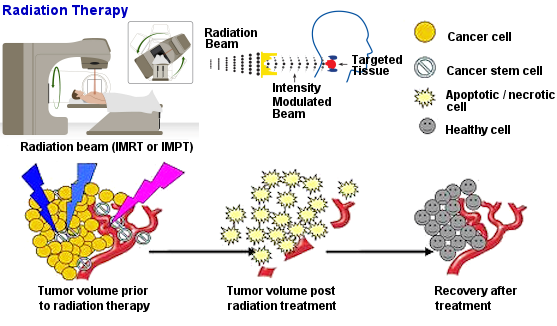 Radiation Therapy
Radiation beam (IMRT or IMPT)
Radiation
Beam
Intensity
Modulated
Beam
Targeted
Tissue
Cancer cell
Cancer stem cell
Apoptotic / necrotic
cell
Healthy cell
Tumor volume prior
to radiation therapy
Tumor volume post
radiation treatment
Recovery after
treatment